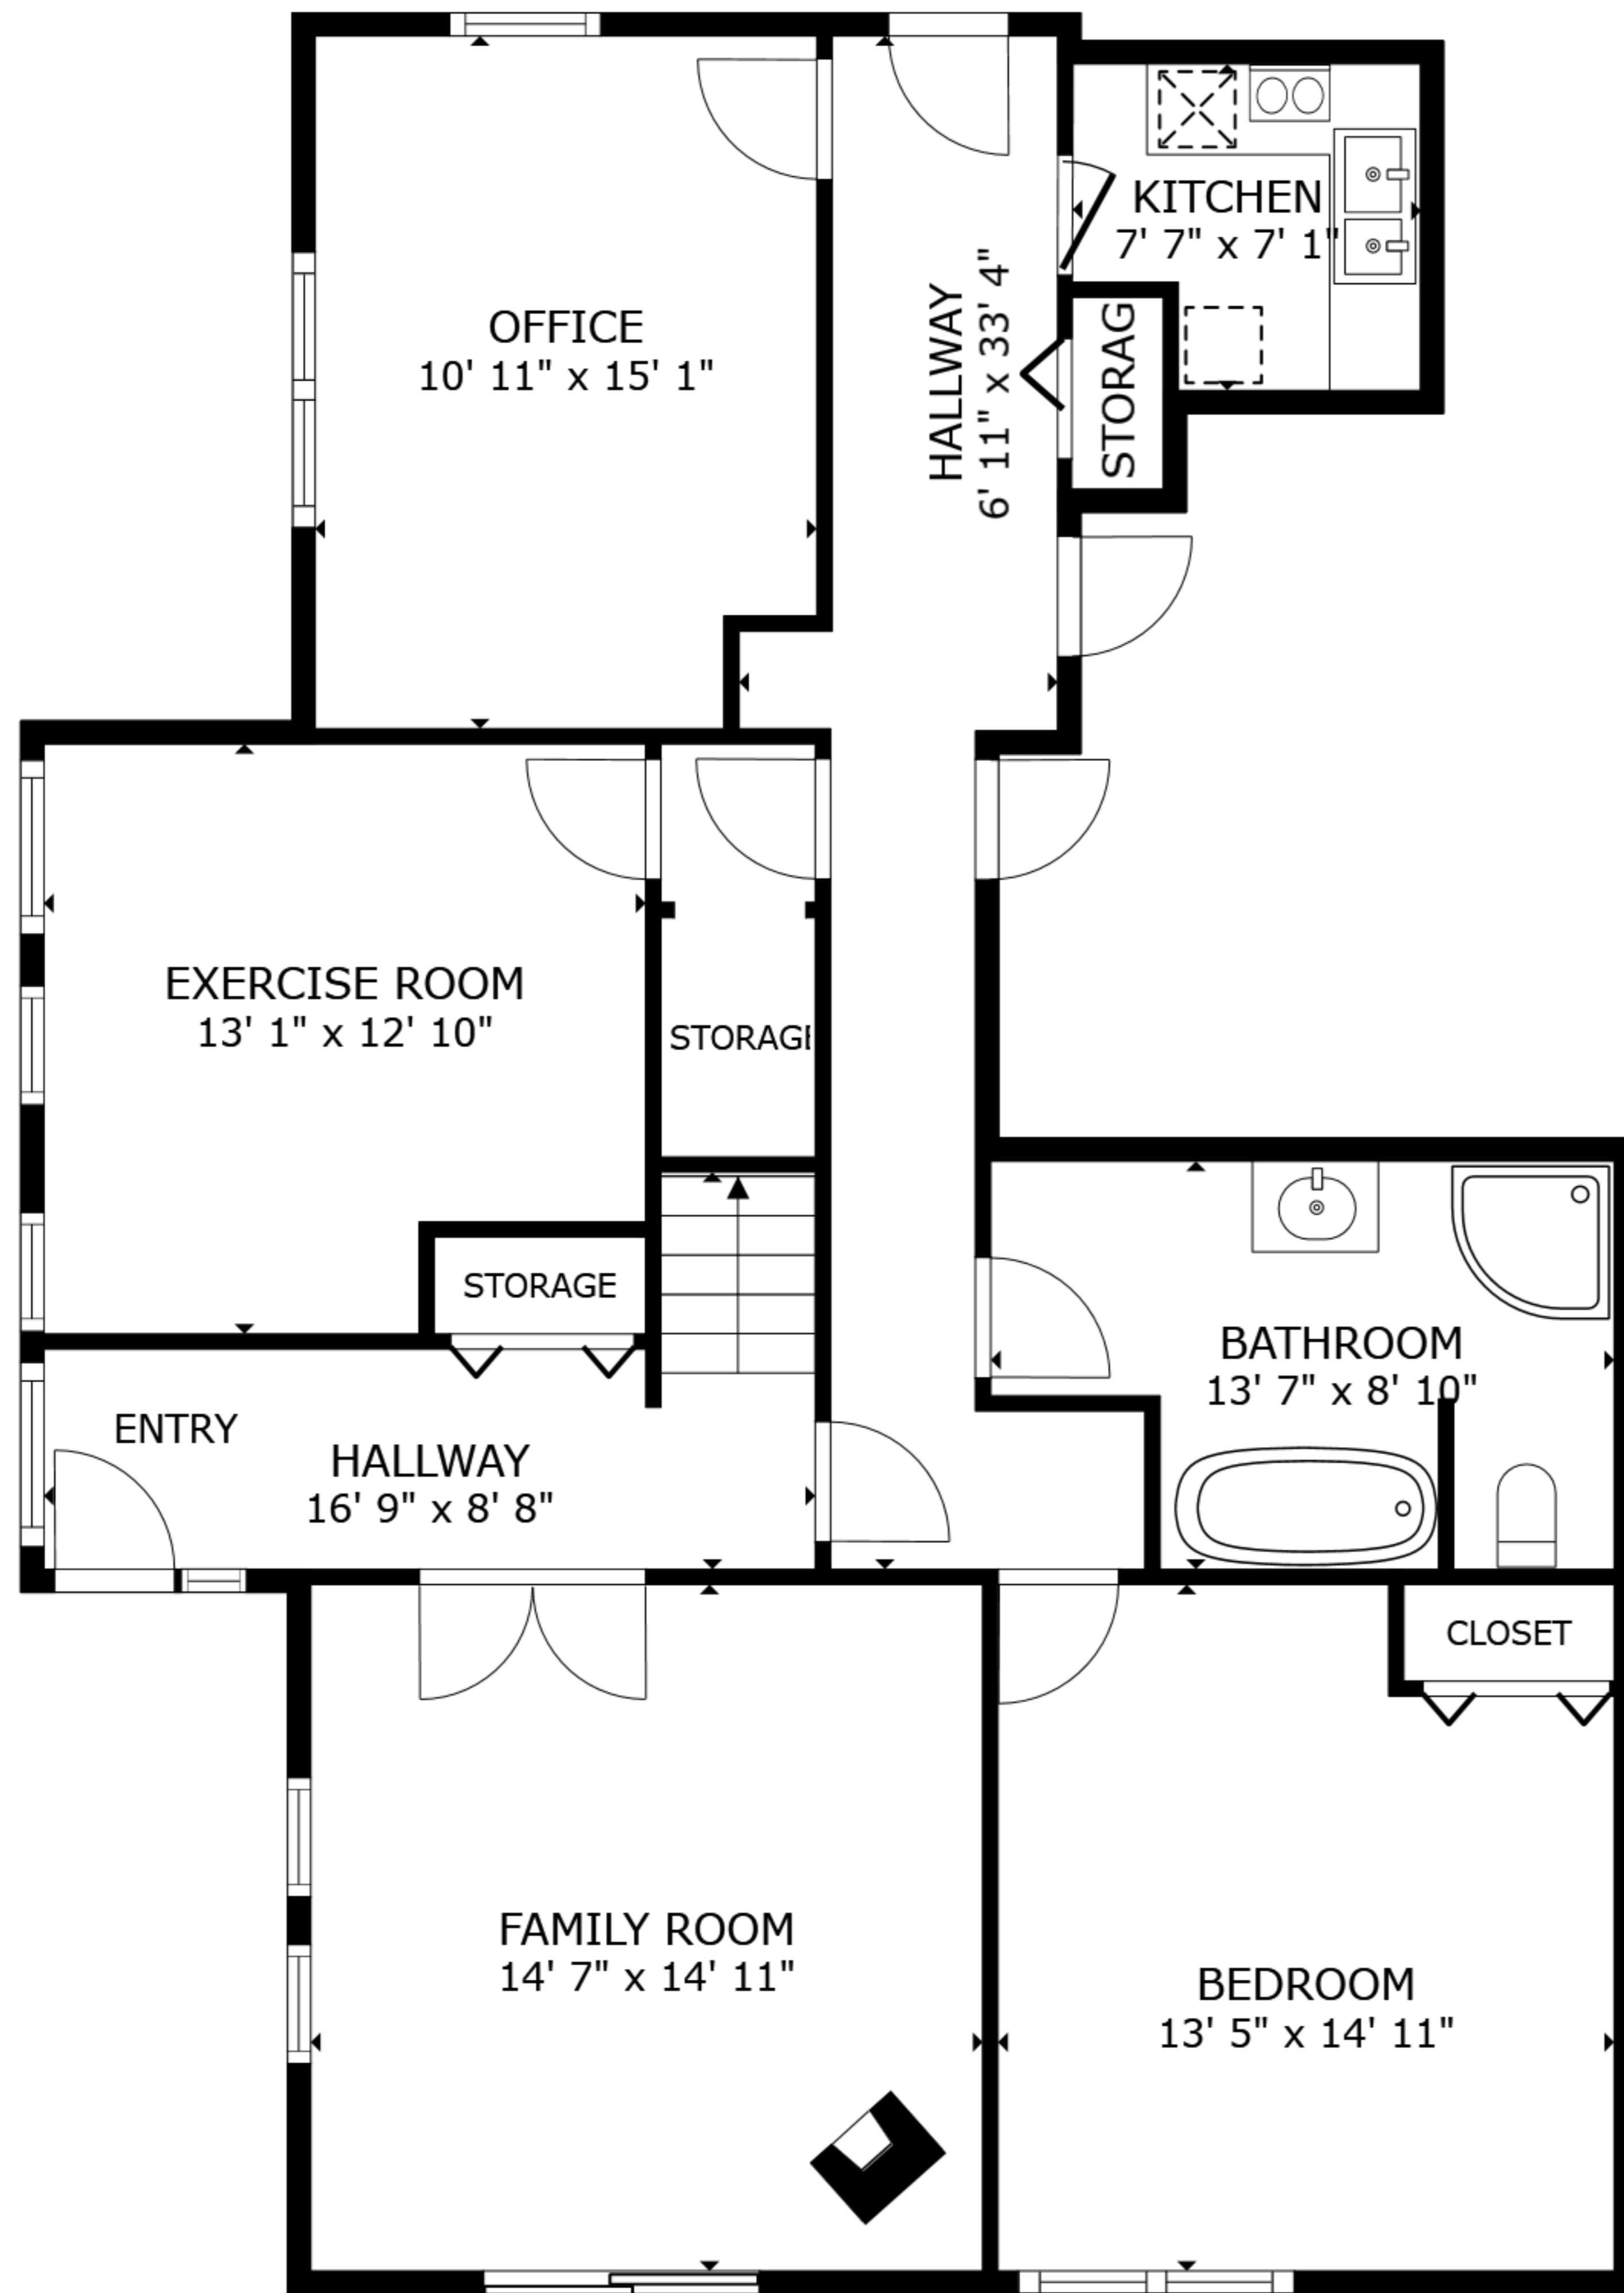 KITCHEN
7' 7" x 7' 1"
OFFICE
10' 11" x 15' 1"
HALLWAY
6' 11" x 33' 4"
STORAG
EXERCISE ROOM
13' 1" x 12' 10"
STORAGE
STORAGE
BATHROOM
13' 7" x 8' 10"
ENTRY
HALLWAY
16' 9" x 8' 8"
CLOSET
FAMILY ROOM
14' 7" x 14' 11"
BEDROOM
13' 5" x 14' 11"